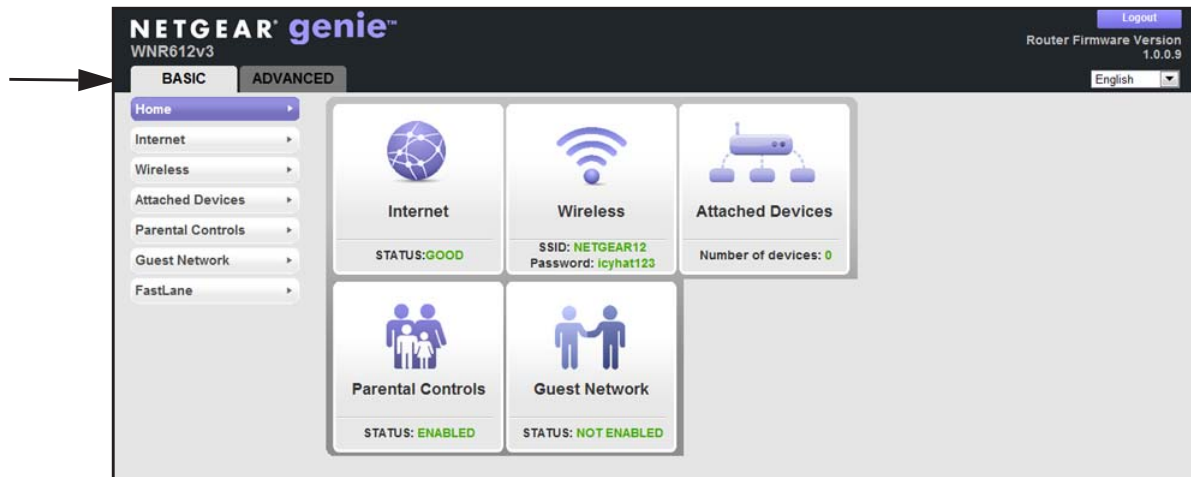 NETGEAR® genie™
WNR612v3
Logout
Router Firmware Version
1.0.0.9
BASIC
ADVANCED
English
Home
Internet
Wireless
Attached Devices
Parental Controls
Guest Network
FastLane
Internet
STATUS:GOOD
Wireless
SSID: NETGEAR12
Password: icyhat123
Attached Devices
Number of devices: 0
Parental Controls
STATUS: ENABLED
Guest Network
STATUS: NOT ENABLED